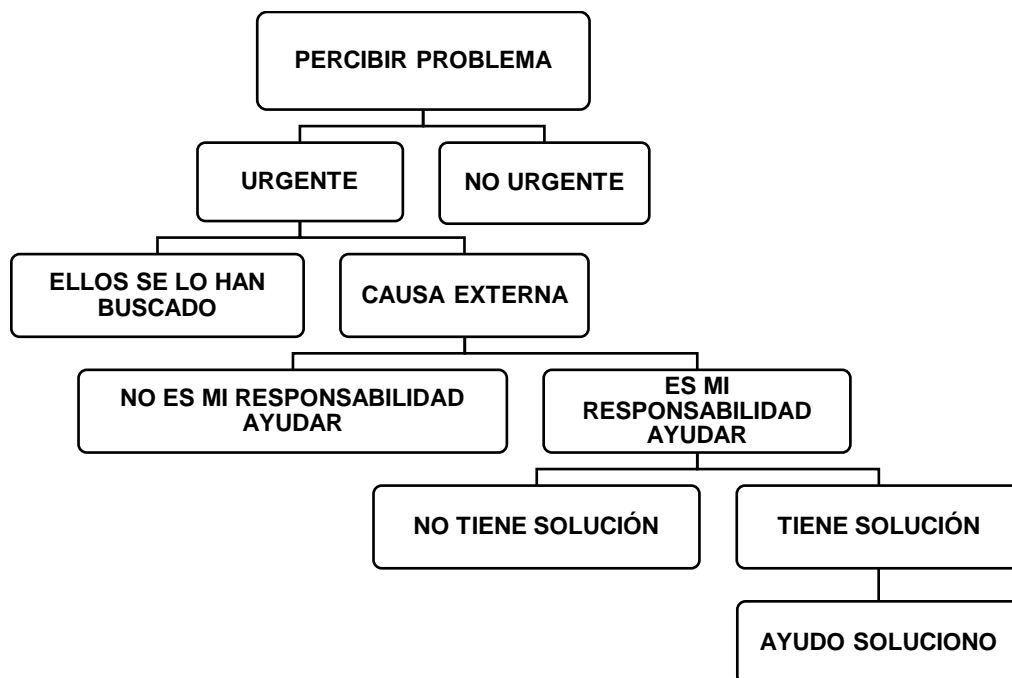 PERCIBIR PROBLEMA
URGENTE
NO URGENTE
ELLOS SE LO HAN
BUSCADO
CAUSA EXTERNA
NO ES MI RESPONSABILIDAD
AYUDAR
ES MI
RESPONSABILIDAD
AYUDAR
NO TIENE SOLUCIÓN
TIENE SOLUCIÓN
AYUDO SOLUCIONO